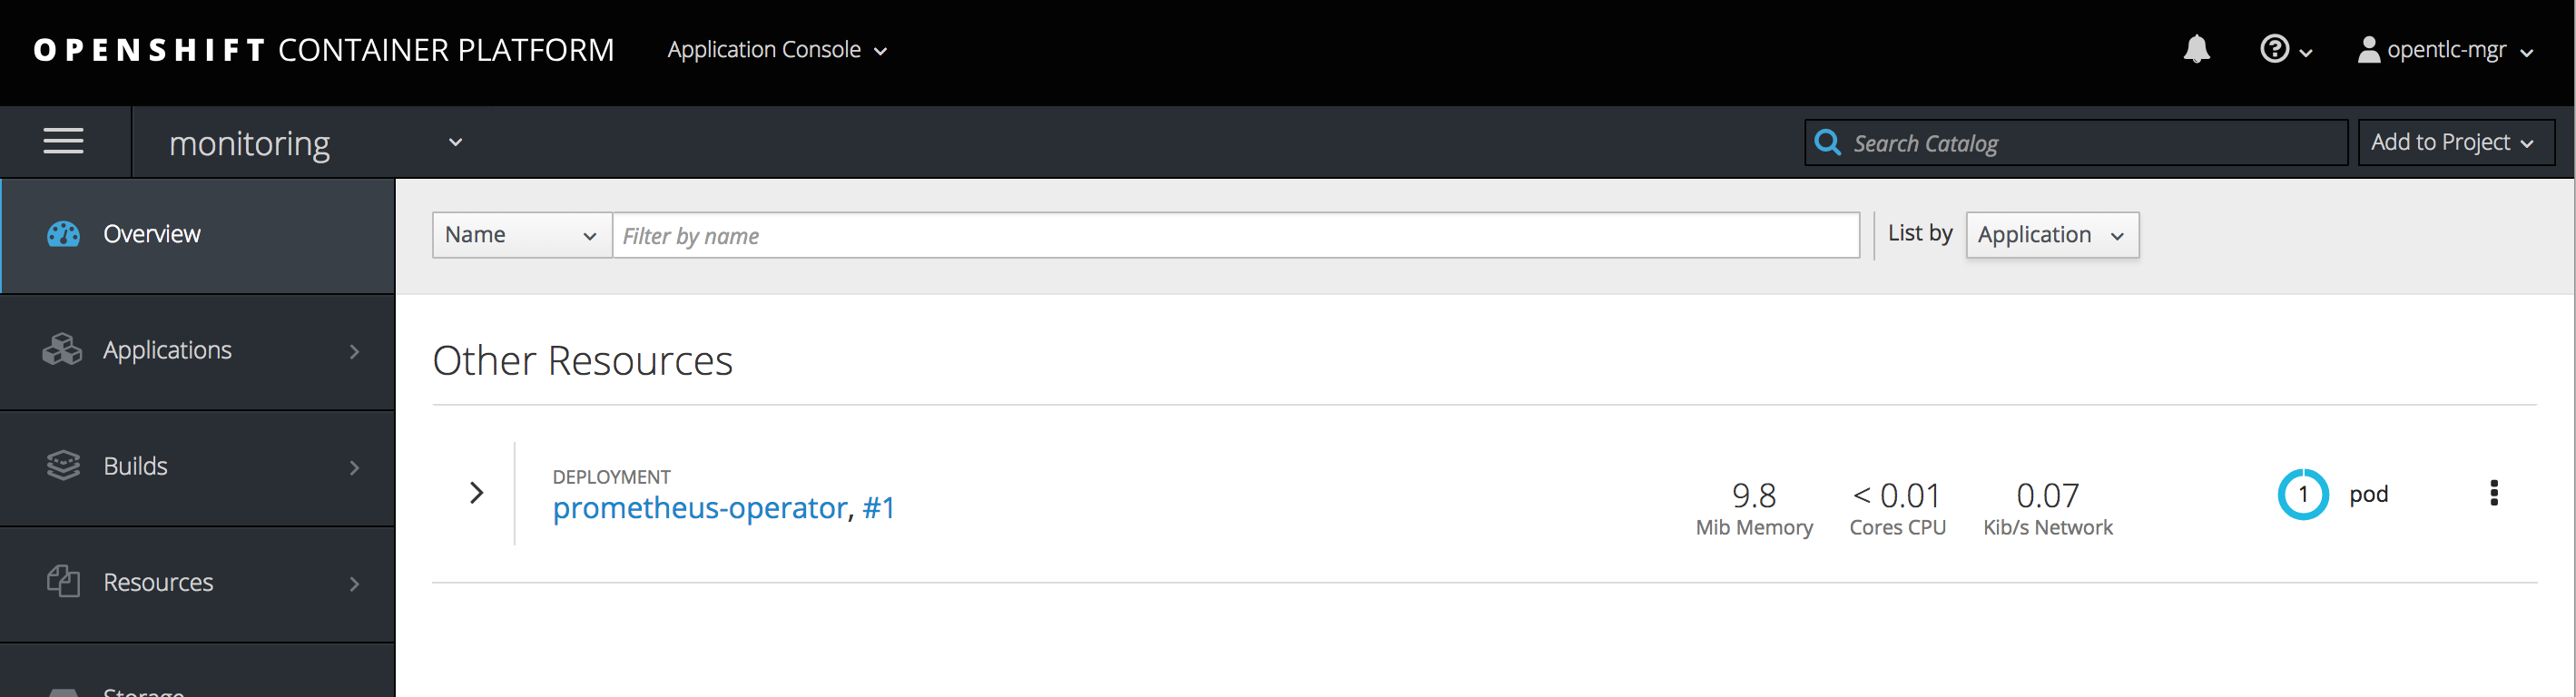 OPENSHIFT CONTAINER PLATFORM Application Console opentlc-mgr
monitoring Search Catalog Add to Project
Overview
Name Filter by name List by Application
Applications
Other Resources
Builds
DEPLOYMENT
prometheus-operator, #1
9.8 < 0.01 0.07 1 pod
Mib Memory Cores CPU Kib/s Network
Resources
Storage